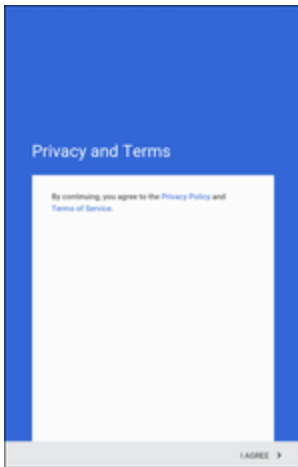 Privacy and Terms
By continuing, you agree to the Privacy Policy and
Terms of Service.
I AGREE >